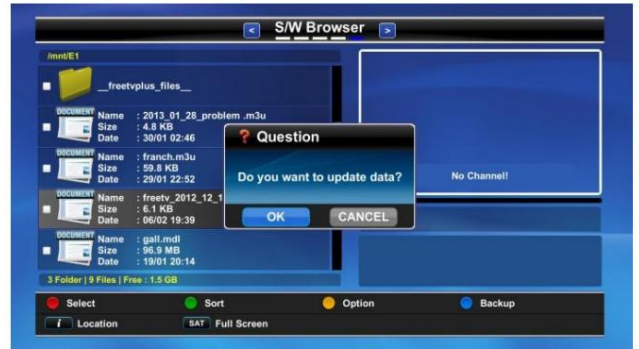 S/W Browser
/mnt/E1
__freetvplus_files__
DOCUMENT
Name : 2013_01_28_problem .m3u
Size : 4.8 KB
Date : 30/01 02:46
DOCUMENT
Name : franch.m3u
Size : 59.8 KB
Date : 29/01 22:52
DOCUMENT
Name : freetv_2012_12_1
Size : 6.1 KB
Date : 06/02 19:39
DOCUMENT
Name : gall.mdl
Size : 96.9 MB
Date : 19/01 20:14
3 Folder | 9 Files | Free : 1.5 GB
? Question
Do you want to update data?
OK CANCEL
No Channel!
Select Sort Option Backup
i Location SAT Full Screen